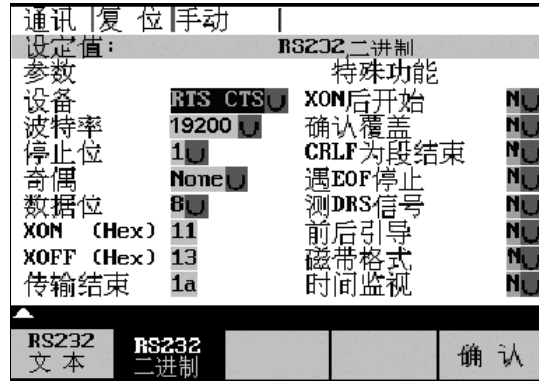 通讯 复 位 手动
设定值: RS232二进制
参数 特殊功能
设备 RTS CTS XON后开始 N
波特率 19200 确认覆盖 N
停止位 1 CRLF为段结束 N
奇偶 None 遇EOF停止 N
数据位 8 测DRS信号 N
XON (Hex) 11 前后引导 N
XOFF (Hex) 13 磁带格式 N
传输结束 1a 时间监视 N
RS232 文 本 RS232 二进制 确 认